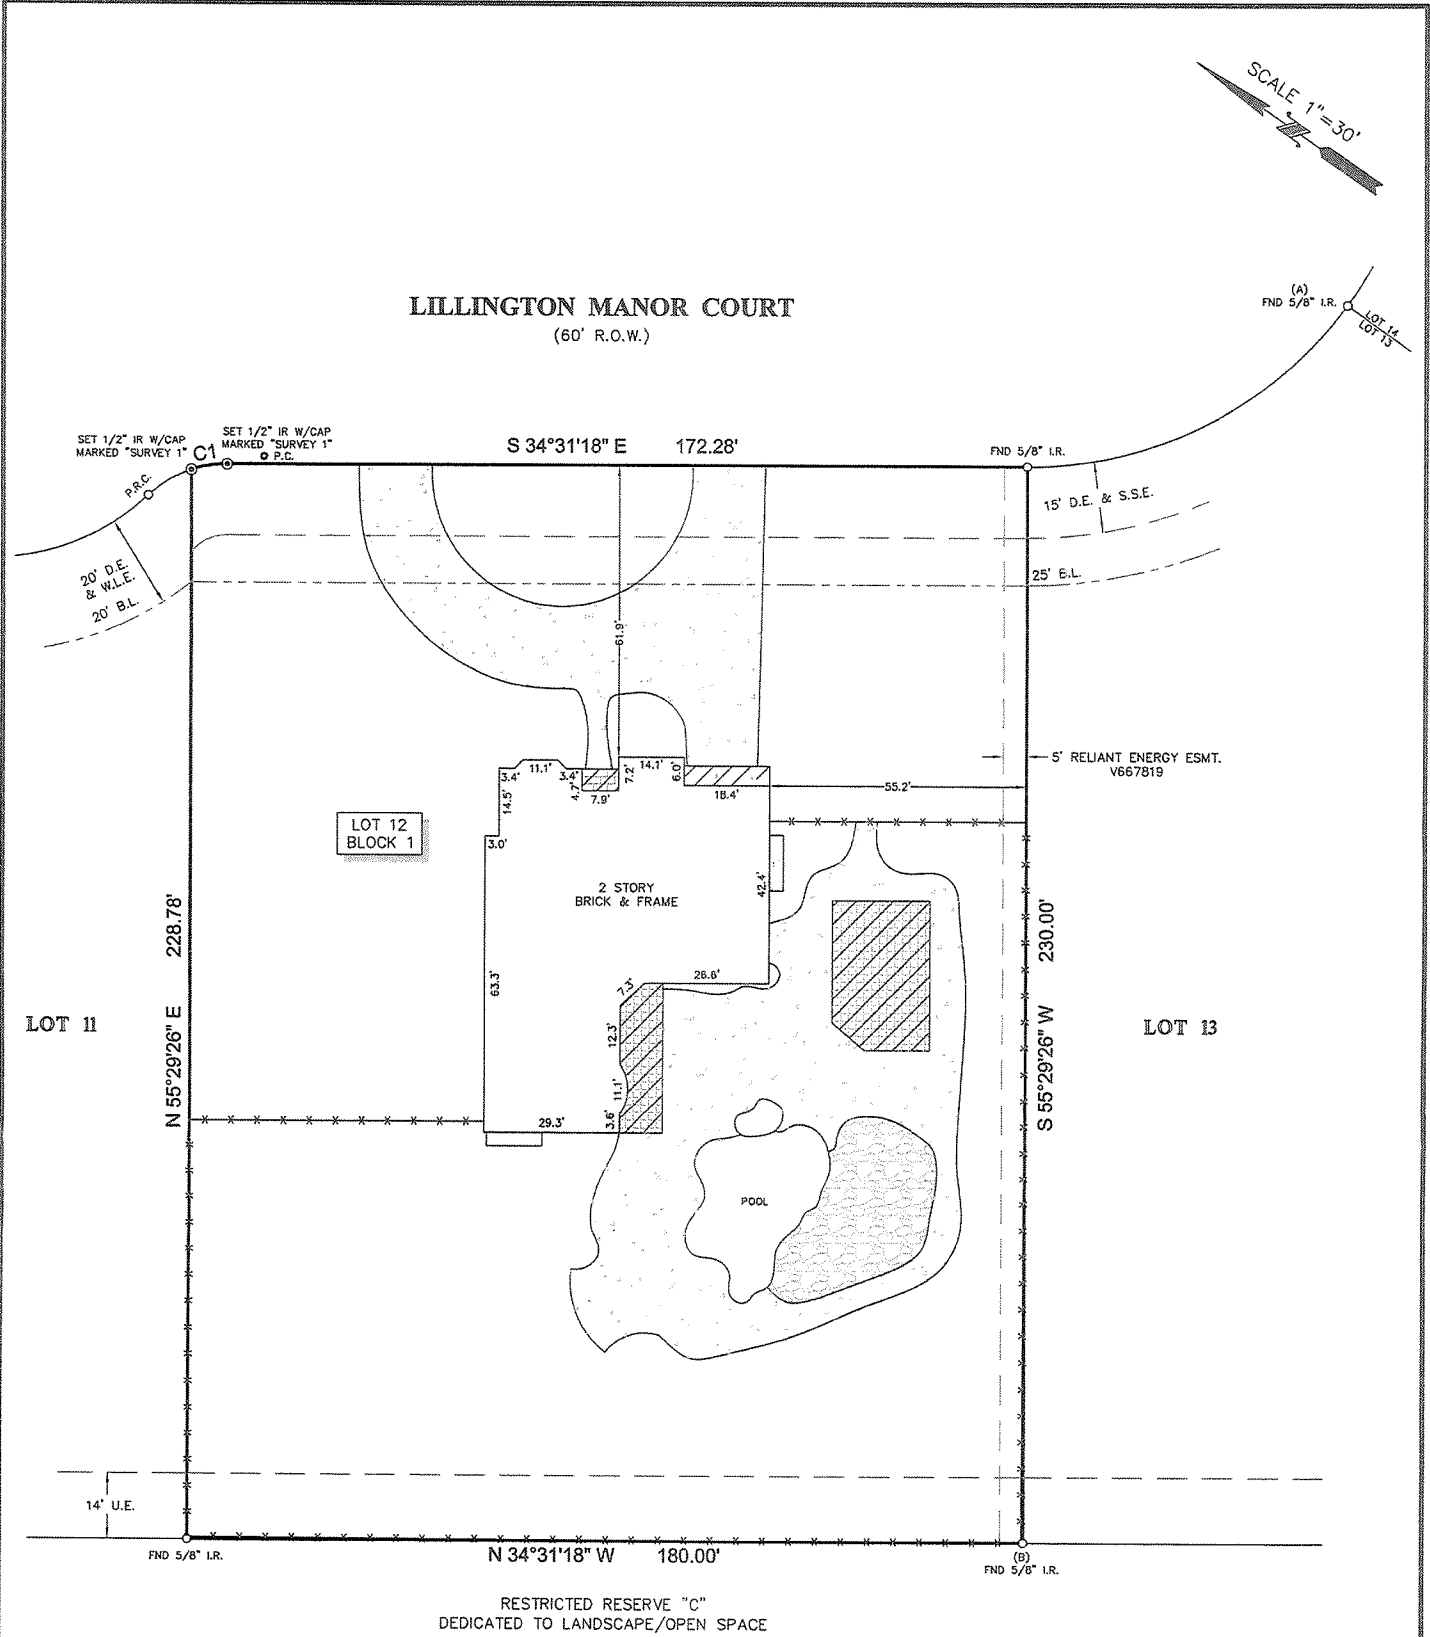 SCALE 1"=30'
LILLINGTON MANOR COURT
(60' R.O.W.)
(A)
FND 5/8" I.R.
LOT 14
LOT 13
SET 1/2" IR W/CAP
MARKED "SURVEY 1"
C1
SET 1/2" IR W/CAP
MARKED "SURVEY 1"
P.C.
S 34°31'18" E 172.28'
FND 5/8" I.R.
P.R.C.
15' D.E. & S.S.E.
20' D.E.
& W.L.E.
20' B.L.
25' B.L.
61.9'
5' RELIANT ENERGY ESMT.
V667819
3.4'
11.1'
3.4'
4.7'
7.9'
7.2'
14.1'
6.0'
18.4'
55.2'
14.5'
3.0'
LOT 12
BLOCK 1
2 STORY
BRICK & FRAME
42.4'
N 55°29'26" E 228.78'
S 55°29'26" W 230.00'
63.3'
26.6'
7.3'
12.3'
11.1'
3.6'
29.3'
LOT 11
LOT 13
POOL
14' U.E.
FND 5/8" I.R.
N 34°31'18" W 180.00'
(B)
FND 5/8" I.R.
RESTRICTED RESERVE "C"
DEDICATED TO LANDSCAPE/OPEN SPACE